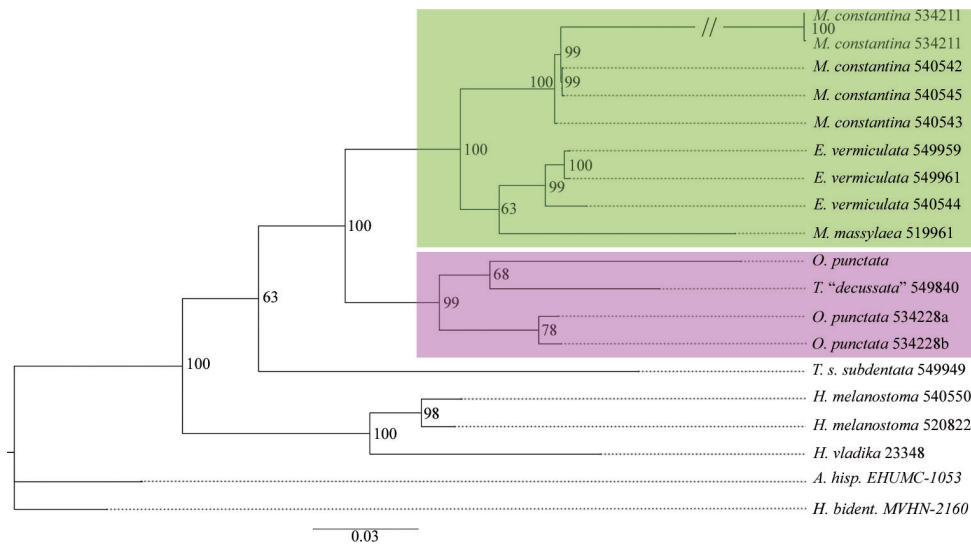 M. constantina 534211
100
M. constantina 534211
99
M. constantina 540542
100
99
M. constantina 540545
M. constantina 540543
E. vermiculata 549959
100
100
E. vermiculata 549961
99
E. vermiculata 540544
63
100
M. massylaea 519961
O. punctata
68
T. “decussata” 549840
63
99
O. punctata 534228a
78
O. punctata 534228b
100
T. s. subdentata 549949
H. melanostoma 540550
98
H. melanostoma 520822
100
H. vladika 23348
A. hisp. EHUMC-1053
H. bident. MVHN-2160
0.03